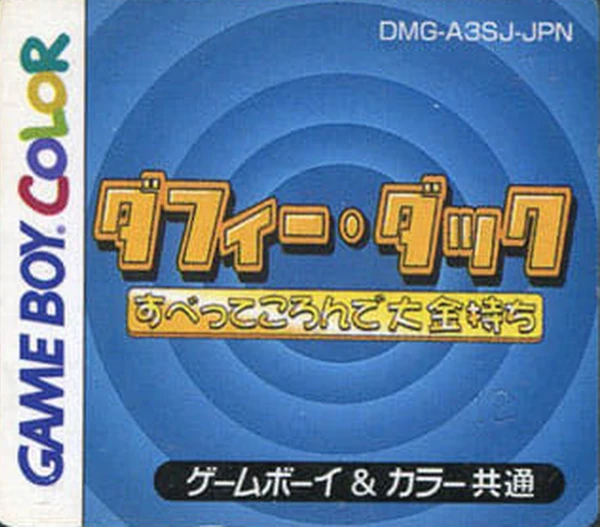 DMG-A3SJ-JPN
GAME BOY COLOR
ダフィー・ダック
すべってころんで大金持ち
ゲームボーイ & カラー共通